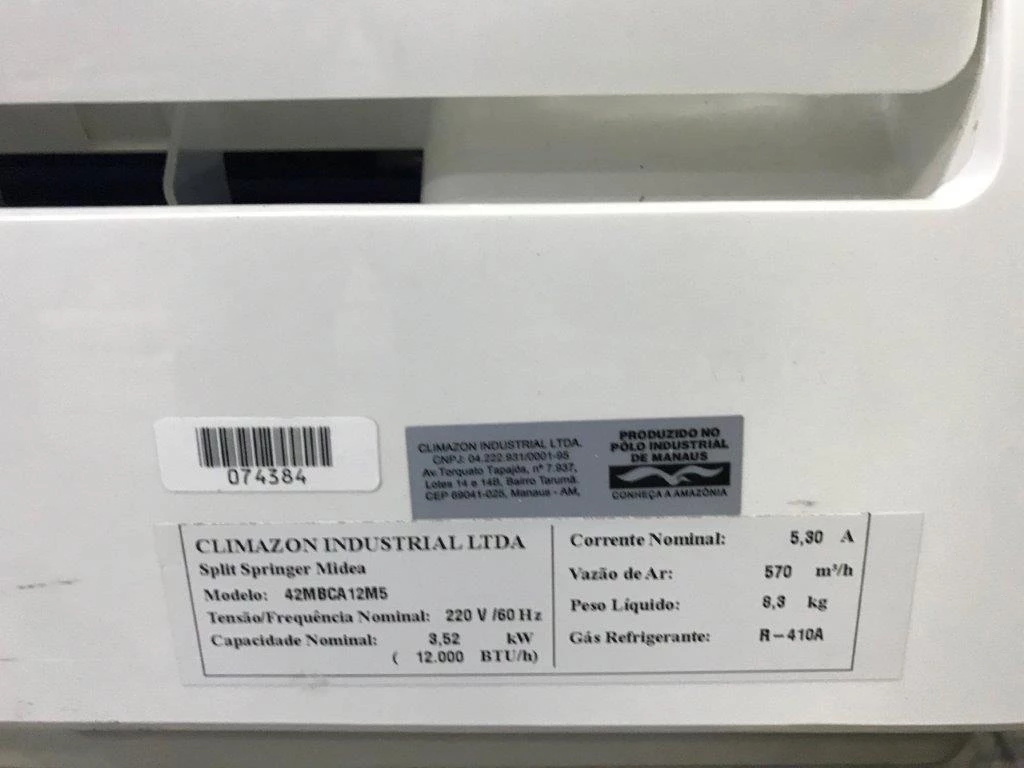 074384
CLIMAZON INDUSTRIAL LTDA.
CNPJ: 04.222.931/0001-95
Av. Torquato Tapajós, nº 7.937,
Lotes 14 e 14B, Bairro Tarumã.
CEP 69041-025, Manaus - AM,
PRODUZIDO NO
PÓLO INDUSTRIAL
DE MANAUS
CONHEÇA A AMAZÔNIA
CLIMAZON INDUSTRIAL LTDA
Split Springer Midea
Modelo: 42MBCA12M5
Tensão/Frequência Nominal: 220 V /60 Hz
Capacidade Nominal: 3,52 kW
( 12.000 BTU/h)
Corrente Nominal: 5,30 A
Vazão de Ar: 570 m³/h
Peso Líquido: 8,3 kg
Gás Refrigerante: R-410A